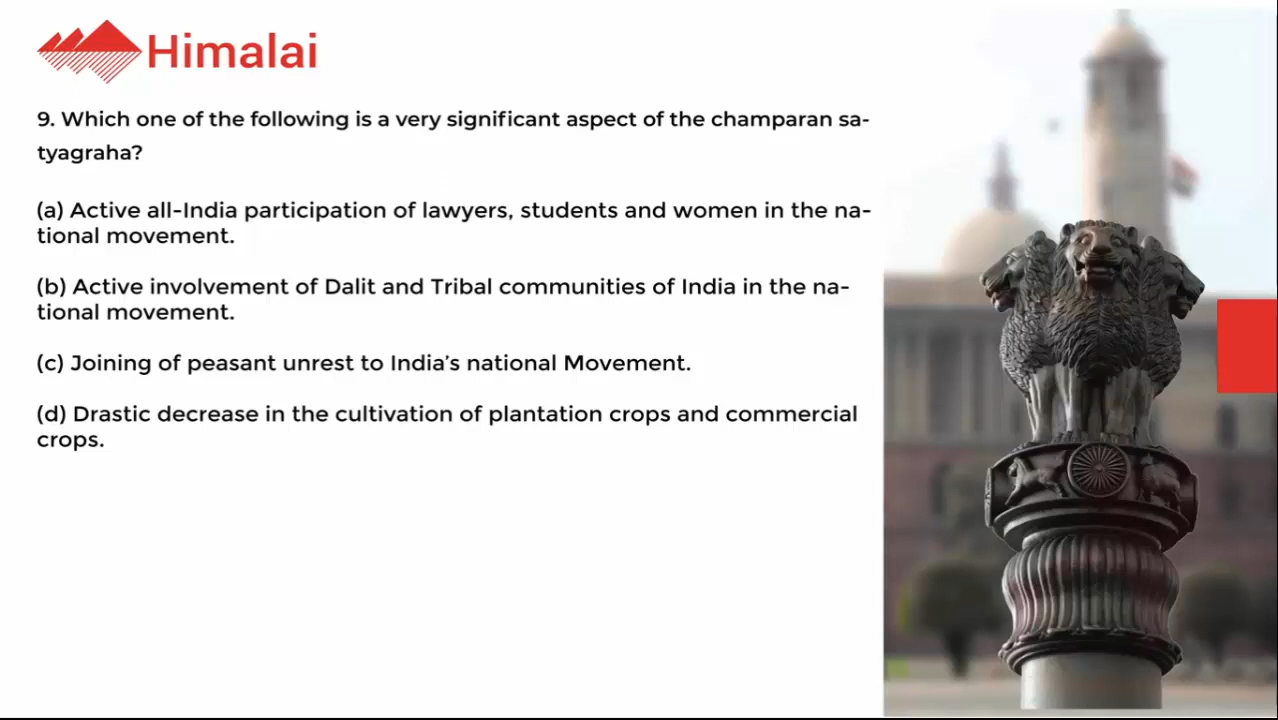 Himalai
9. Which one of the following is a very significant aspect of the champaran sa-
tyagraha?
(a) Active all-India participation of lawyers, students and women in the na-
tional movement.
(b) Active involvement of Dalit and Tribal communities of India in the na-
tional movement.
(c) Joining of peasant unrest to India’s national Movement.
(d) Drastic decrease in the cultivation of plantation crops and commercial
crops.